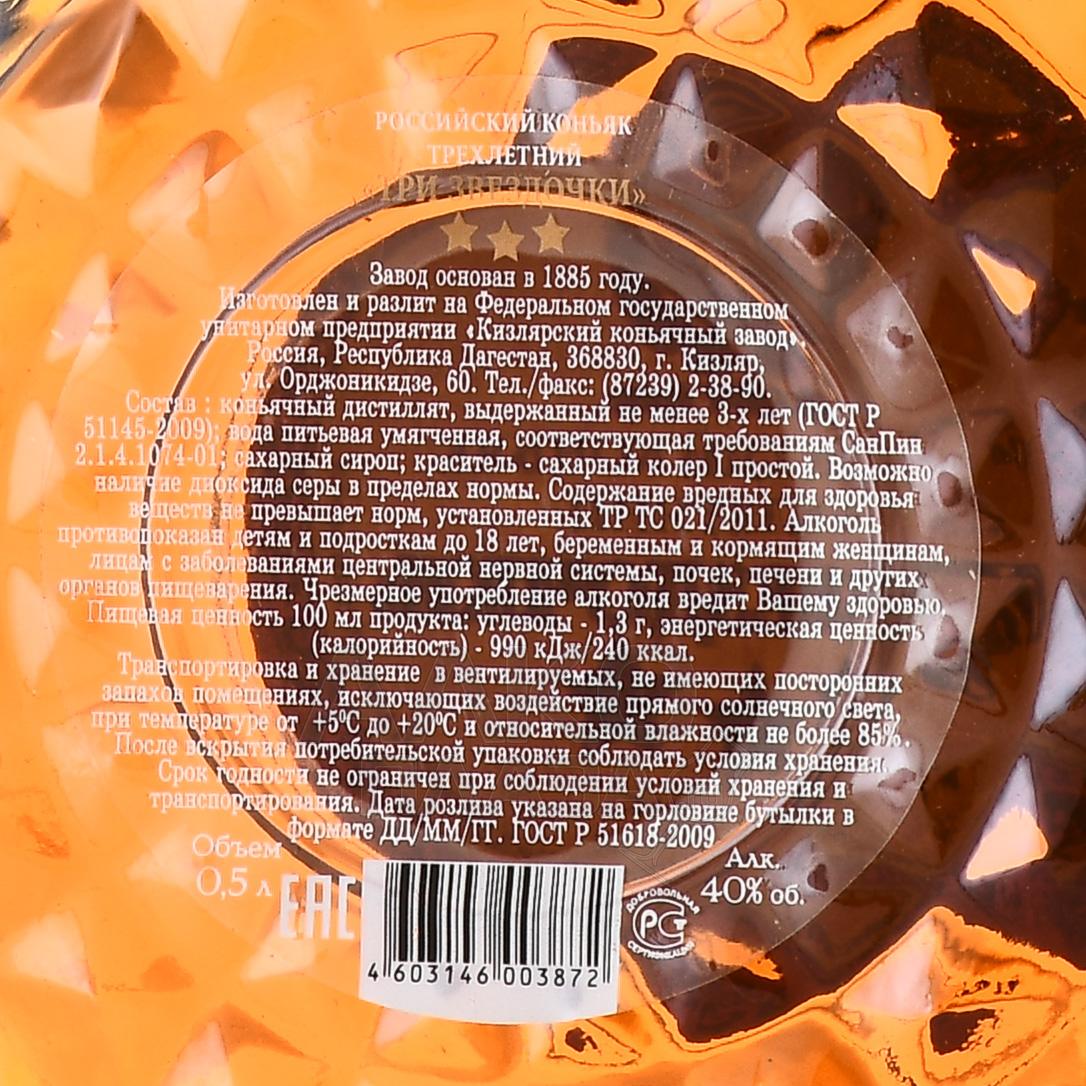 РОССИЙСКИЙ КОНЬЯК
ТРЕХЛЕТНИЙ
«ТРИ ЗВЕЗДОЧКИ»
Завод основан в 1885 году.
Изготовлен и разлит на Федеральном государственном
унитарном предприятии «Кизлярский коньячный завод».
Россия, Республика Дагестан, 368830, г. Кизляр,
ул. Орджоникидзе, 60. Тел./факс: (87239) 2-38-90.
Состав : коньячный дистиллят, выдержанный не менее 3-х лет (ГОСТ Р
51145-2009); вода питьевая умягченная, соответствующая требованиям СанПин
2.1.4.1074-01; сахарный сироп; краситель - сахарный колер I простой. Возможно
наличие диоксида серы в пределах нормы. Содержание вредных для здоровья
веществ не превышает норм, установленных ТР ТС 021/2011. Алкоголь
противопоказан детям и подросткам до 18 лет, беременным и кормящим женщинам,
лицам с заболеваниями центральной нервной системы, почек, печени и других
органов пищеварения. Чрезмерное употребление алкоголя вредит Вашему здоровью.
Пищевая ценность 100 мл продукта: углеводы - 1,3 г, энергетическая ценность
(калорийность) - 990 кДж/240 ккал.
Транспортировка и хранение в вентилируемых, не имеющих посторонних
запахов помещениях, исключающих воздействие прямого солнечного света,
при температуре от +5⁰С до +20⁰С и относительной влажности не более 85%.
После вскрытия потребительской упаковки соблюдать условия хранения.
Срок годности не ограничен при соблюдении условий хранения и
транспортирования. Дата розлива указана на горловине бутылки в
формате ДД/ММ/ГГ. ГОСТ Р 51618-2009
Объем
0,5 л
EAC
4 603146 003872
ДОБРОВОЛЬНАЯ
РСТ
СЕРТИФИКАЦИЯ
Алк.
40% об.